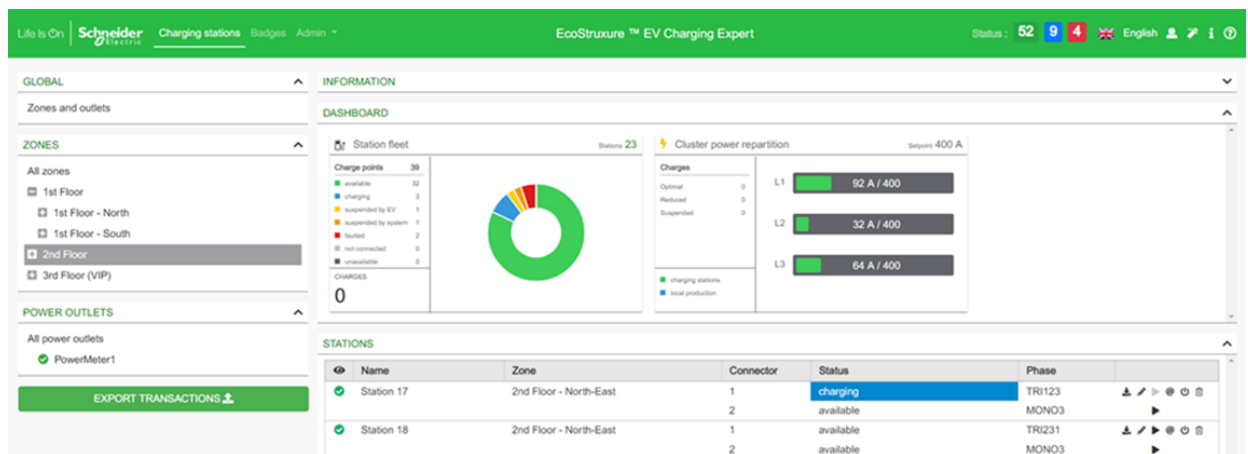 Life Is On Schneider Electric Charging stations Badges Admin EcoStruxure ™ EV Charging Expert Status : 52 9 4 English
GLOBAL
Zones and outlets
ZONES
All zones
1st Floor
1st Floor - North
1st Floor - South
2nd Floor
3rd Floor (VIP)
POWER OUTLETS
All power outlets
PowerMeter1
EXPORT TRANSACTIONS
INFORMATION
DASHBOARD
Station fleet Stations 23
Charge points 39
available 32
charging 3
suspended by EV 1
suspended by system 1
faulted 2
not connected 0
unavailable 0
CHARGES
0
Cluster power repartition Setpoint 400 A
Charges
Optimal 0
Reduced 0
Suspended 0
charging stations
local production
L1 92 A / 400
L2 32 A / 400
L3 64 A / 400
STATIONS
Name Zone Connector Status Phase
Station 17 2nd Floor - North-East 1 charging TRI123
2 available MONO3
Station 18 2nd Floor - North-East 1 available TRI231
2 available MONO3